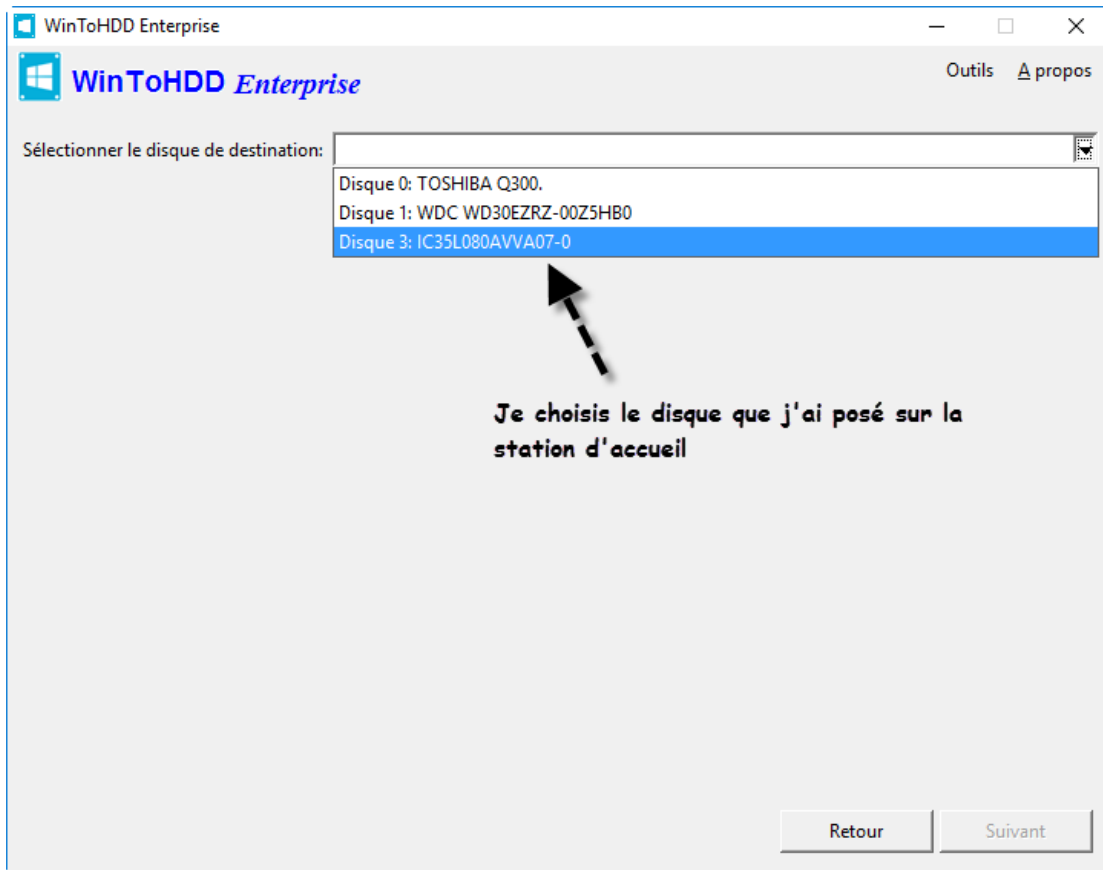 WinToHDD Enterprise
WinToHDD Enterprise
Outils A propos
Sélectionner le disque de destination:
Disque 0: TOSHIBA Q300.
Disque 1: WDC WD30EZRZ-00Z5HB0
Disque 3: IC35L080AVVA07-0
Je choisis le disque que j'ai posé sur la
station d'accueil
Retour Suivant